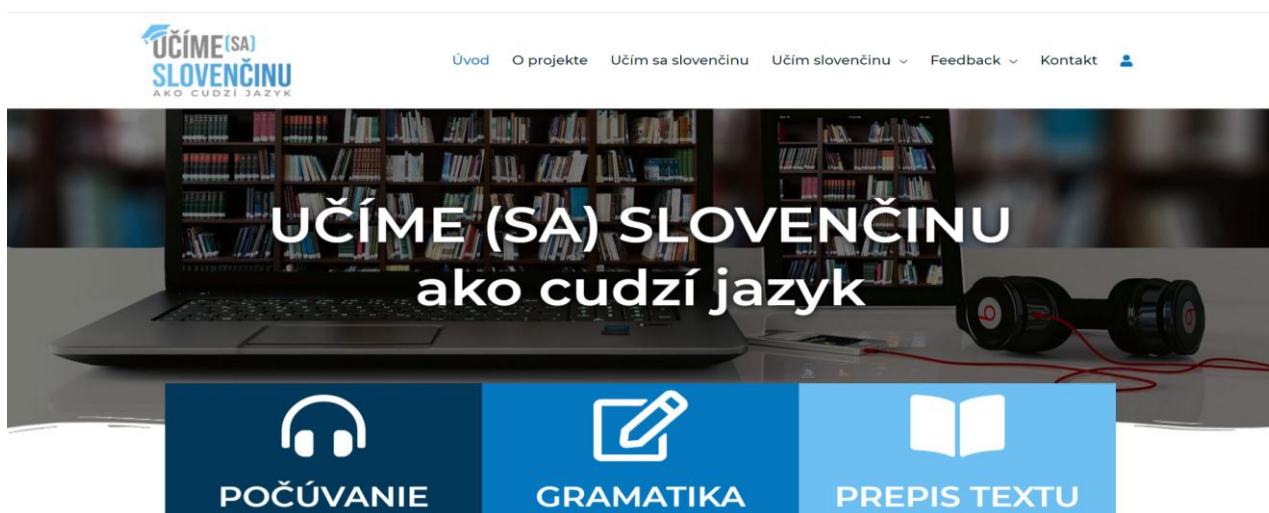 UČÍME(SA)
SLOVENČINU
AKO CUDZÍ JAZYK
Úvod O projekte Učím sa slovenčinu Učím slovenčinu Feedback Kontakt
UČÍME (SA) SLOVENČINU
ako cudzí jazyk
POČÚVANIE GRAMATIKA PREPIS TEXTU